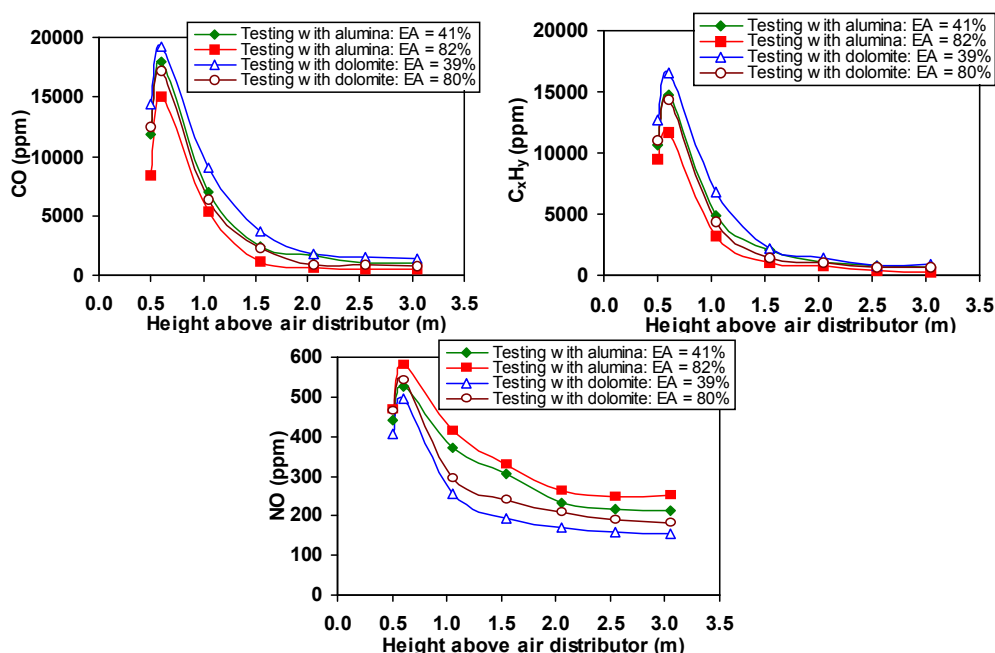 Testing with alumina: EA = 41%
Testing with alumina: EA = 82%
Testing with dolomite: EA = 39%
Testing with dolomite: EA = 80%
20000
15000
10000
5000
0
CO (ppm)
0.0 0.5 1.0 1.5 2.0 2.5 3.0 3.5
Height above air distributor (m)
Testing with alumina: EA = 41%
Testing with alumina: EA = 82%
Testing with dolomite: EA = 39%
Testing with dolomite: EA = 80%
20000
15000
10000
5000
0
CxHy (ppm)
0.0 0.5 1.0 1.5 2.0 2.5 3.0 3.5
Height above air distributor (m)
Testing with alumina: EA = 41%
Testing with alumina: EA = 82%
Testing with dolomite: EA = 39%
Testing with dolomite: EA = 80%
600
500
400
300
200
100
0
NO (ppm)
0.0 0.5 1.0 1.5 2.0 2.5 3.0 3.5
Height above air distributor (m)